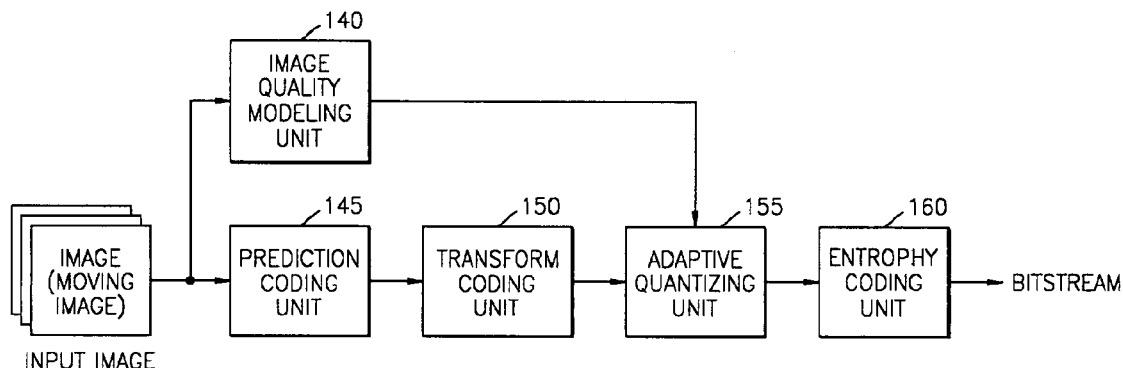 140
IMAGE
QUALITY
MODELING
UNIT
145
150
155
160
IMAGE
(MOVING
IMAGE)
PREDICTION
CODING
UNIT
TRANSFORM
CODING
UNIT
ADAPTIVE
QUANTIZING
UNIT
ENTROPHY
CODING
UNIT
BITSTREAM
INPUT IMAGE